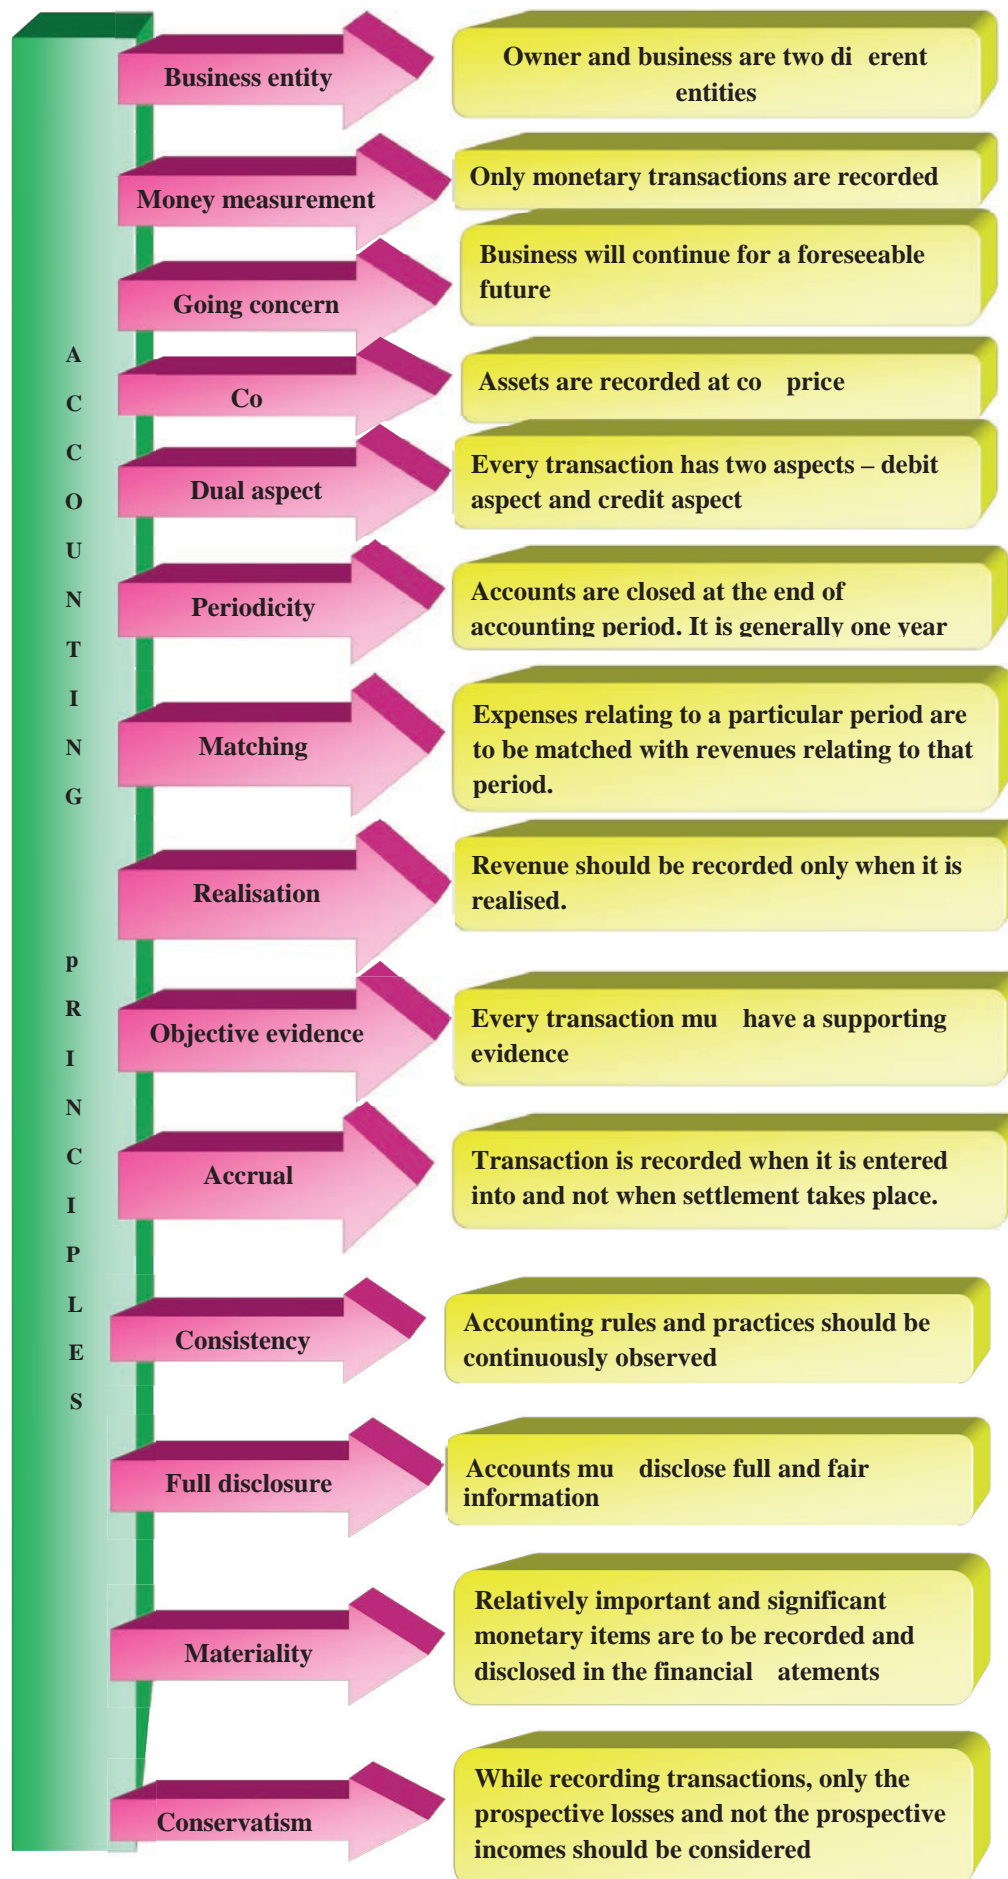 ACCOUNTING pRINCIPLES
Business entity
Owner and business are two di erent
entities
Money measurement
Only monetary transactions are recorded
Going concern
Business will continue for a foreseeable
future
Co
Assets are recorded at co price
Dual aspect
Every transaction has two aspects – debit
aspect and credit aspect
Periodicity
Accounts are closed at the end of
accounting period. It is generally one year
Matching
Expenses relating to a particular period are
to be matched with revenues relating to that
period.
Realisation
Revenue should be recorded only when it is
realised.
Objective evidence
Every transaction mu have a supporting
evidence
Accrual
Transaction is recorded when it is entered
into and not when settlement takes place.
Consistency
Accounting rules and practices should be
continuously observed
Full disclosure
Accounts mu disclose full and fair
information
Materiality
Relatively important and significant
monetary items are to be recorded and
disclosed in the financial atements
Conservatism
While recording transactions, only the
prospective losses and not the prospective
incomes should be considered